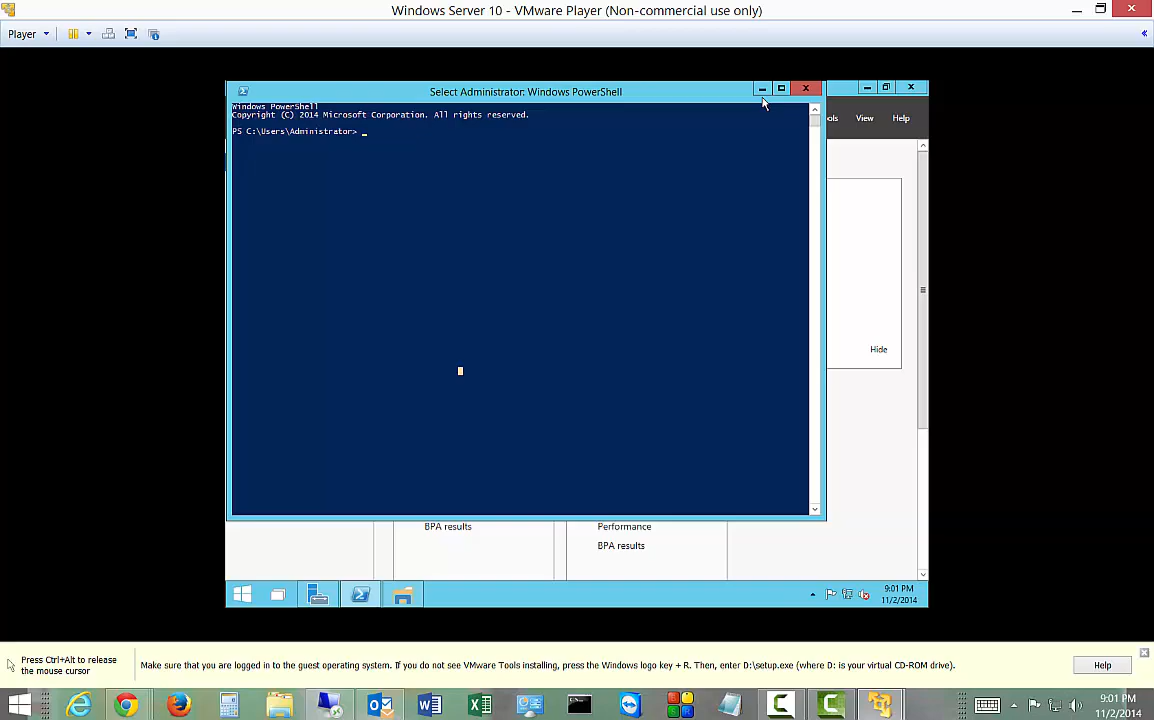 Windows Server 10 - VMware Player (Non-commercial use only)
Player
Select Administrator: Windows PowerShell
Windows PowerShell
Copyright (C) 2014 Microsoft Corporation. All rights reserved.
PS C:\Users\Administrator> _
ols View Help
Hide
BPA results
Performance
BPA results
9:01 PM
11/2/2014
Press Ctrl+Alt to release
the mouse cursor
Make sure that you are logged in to the guest operating system. If you do not see VMware Tools installing, press the Windows logo key + R. Then, enter D:\setup.exe (where D: is your virtual CD-ROM drive).
Help
9:01 PM
11/2/2014